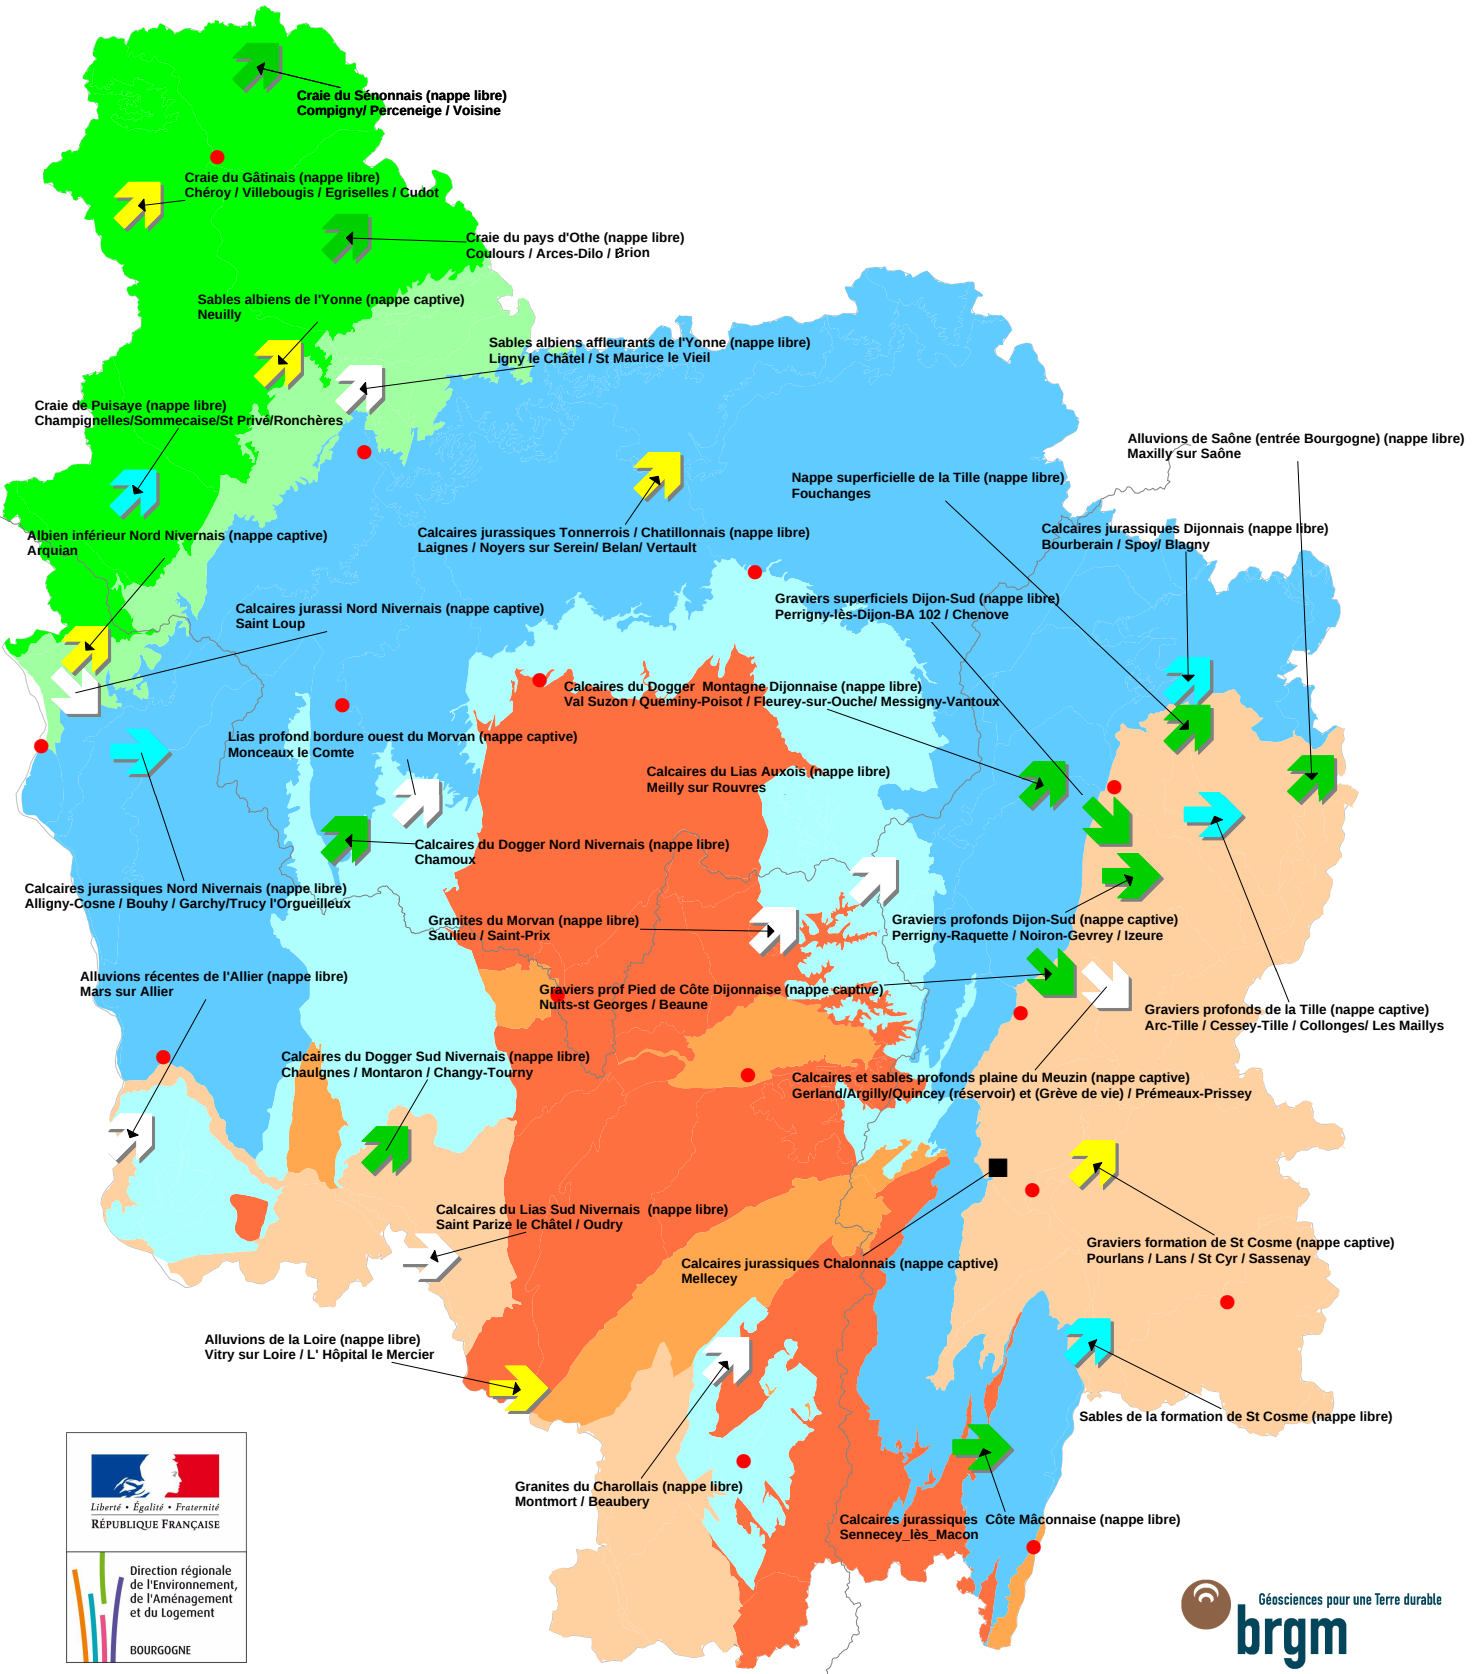 Craie du Sénonnais (nappe libre)
Compigny/ Perceneige / Voisine
Craie du Gâtinais (nappe libre)
Chéroy / Villebougis / Egriselles / Cudot
Craie du pays d'Othe (nappe libre)
Coulours / Arces-Dilo / Brion
Sables albiens de l'Yonne (nappe captive)
Neuilly
Sables albiens affleurants de l'Yonne (nappe libre)
Ligny le Châtel / St Maurice le Vieil
Craie de Puisaye (nappe libre)
Champignelles/Sommecaise/St Privé/Ronchères
Alluvions de Saône (entrée Bourgogne) (nappe libre)
Maxilly sur Saône
Nappe superficielle de la Tille (nappe libre)
Fouchanges
Calcaires jurassiques Dijonnais (nappe libre)
Bourberain / Spoy/ Blagny
Calcaires jurassiques Tonnerrois / Chatillonnais (nappe libre)
Laignes / Noyers sur Serein/ Belan/ Vertault
Albien inférieur Nord Nivernais (nappe captive)
Arquian
Graviers superficiels Dijon-Sud (nappe libre)
Perrigny-lès-Dijon-BA 102 / Chenove
Calcaires jurassi Nord Nivernais (nappe captive)
Saint Loup
Calcaires du Dogger  Montagne Dijonnaise (nappe libre)
Val Suzon / Queminy-Poisot / Fleurey-sur-Ouche/ Messigny-Vantoux
Lias profond bordure ouest du Morvan (nappe captive)
Monceaux le Comte
Calcaires du Lias Auxois (nappe libre)
Meilly sur Rouvres
Calcaires du Dogger Nord Nivernais (nappe libre)
Chamoux
Calcaires jurassiques Nord Nivernais (nappe libre)
Alligny-Cosne / Bouhy / Garchy/Trucy l'Orgueilleux
Granites du Morvan (nappe libre)
Saulieu / Saint-Prix
Graviers profonds Dijon-Sud (nappe captive)
Perrigny-Raquette / Noiron-Gevrey / Izeure
Alluvions récentes de l'Allier (nappe libre)
Mars sur Allier
Graviers prof Pied de Côte Dijonnaise (nappe captive)
Nuits-st Georges / Beaune
Graviers profonds de la Tille (nappe captive)
Arc-Tille / Cessey-Tille / Collonges/ Les Maillys
Calcaires du Dogger Sud Nivernais (nappe libre)
Chaulgnes / Montaron / Changy-Tourny
Calcaires et sables profonds plaine du Meuzin (nappe captive)
Gerland/Argilly/Quincey (réservoir) et (Grève de vie) / Prémeaux-Prissey
Calcaires du Lias Sud Nivernais  (nappe libre)
Saint Parize le Châtel / Oudry
Graviers formation de St Cosme (nappe captive)
Pourlans / Lans / St Cyr / Sassenay
Calcaires jurassiques Chalonnais (nappe captive)
Mellecey
Alluvions de la Loire (nappe libre)
Vitry sur Loire / L' Hôpital le Mercier
Sables de la formation de St Cosme (nappe libre)
Granites du Charollais (nappe libre)
Montmort / Beaubery
Calcaires jurassiques  Côte Mâconnaise (nappe libre)
Sennecey_lès_Macon
Liberté • Égalité • Fraternité
RÉPUBLIQUE FRANÇAISE
Direction régionale
de l'Environnement,
de l'Aménagement
et du Logement
BOURGOGNE
Géosciences pour une Terre durable
brgm